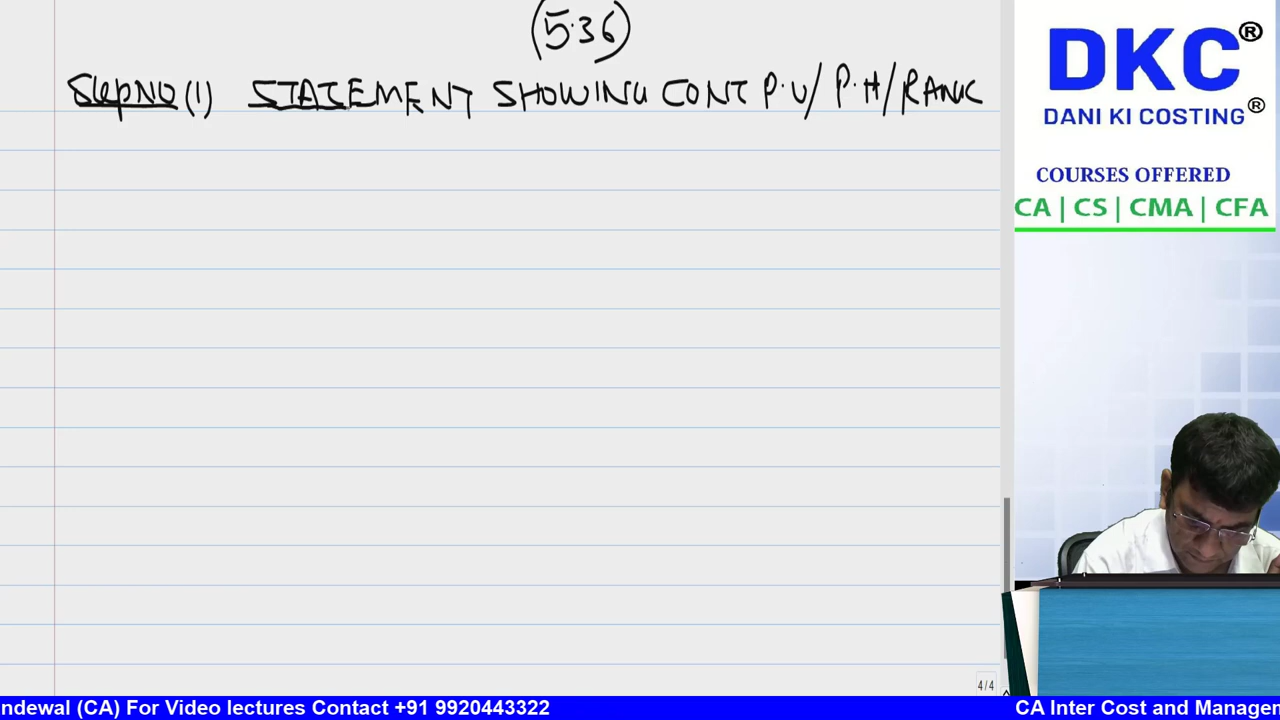 (5.36)
Step NO (1) STATEMENT SHOWING CONT P.U/ P.H/RANK
DKC®
DANI KI COSTING®
COURSES OFFERED
CA | CS | CMA | CFA
4/4
ndewal (CA) For Video lectures Contact +91 9920443322
CA Inter Cost and Managen